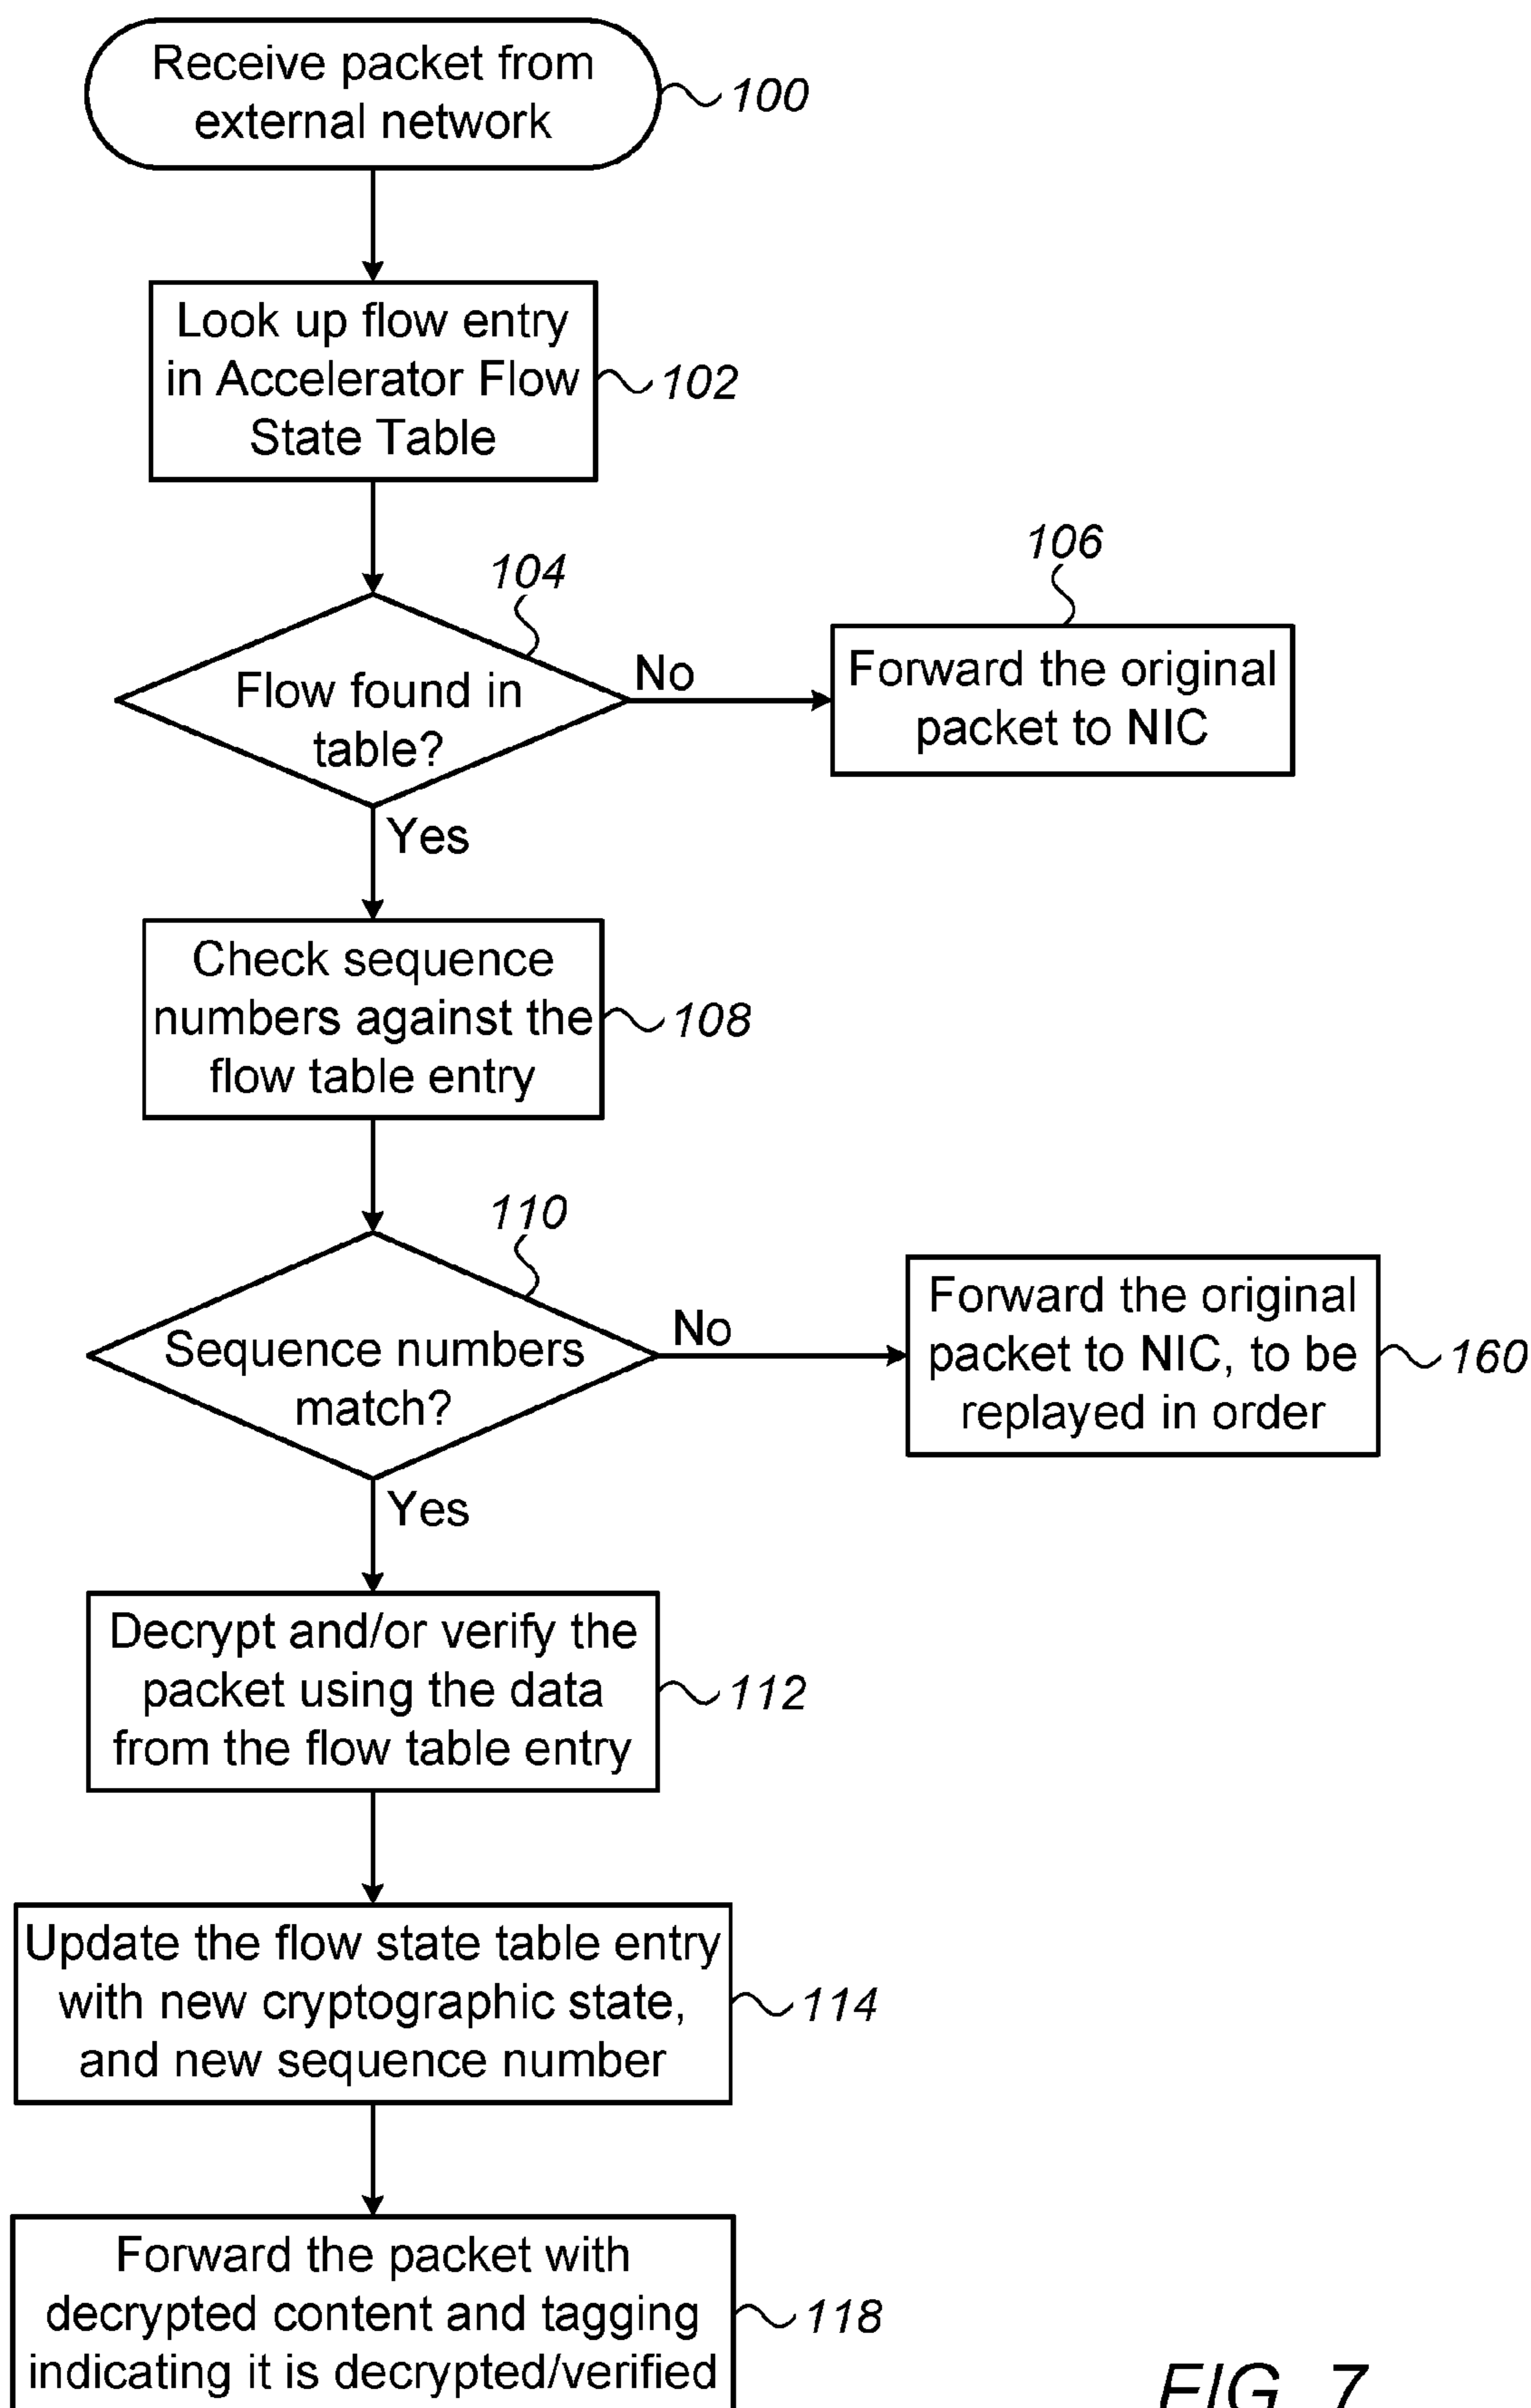 Receive packet from
external network
100
Look up flow entry
in Accelerator Flow
State Table
102
104
Flow found in
table?
No
106
Forward the original
packet to NIC
Yes
Check sequence
numbers against the
flow table entry
108
110
Sequence numbers
match?
No
Forward the original
packet to NIC, to be
replayed in order
160
Yes
Decrypt and/or verify the
packet using the data
from the flow table entry
112
Update the flow state table entry
with new cryptographic state,
and new sequence number
114
Forward the packet with
decrypted content and tagging
indicating it is decrypted/verified
118
FIG. 7